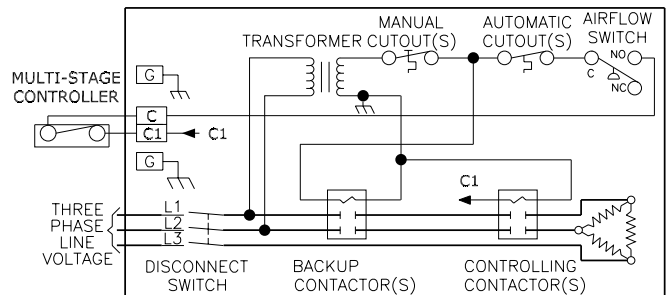 MANUAL
CUTOUT(S)
AUTOMATIC
CUTOUT(S)
AIRFLOW
SWITCH
TRANSFORMER
NO
C
NC
MULTI-STAGE
CONTROLLER
G
C
C1
C1
G
C1
THREE
PHASE
LINE
VOLTAGE
L1
L2
L3
DISCONNECT
SWITCH
BACKUP
CONTACTOR(S)
CONTROLLING
CONTACTOR(S)